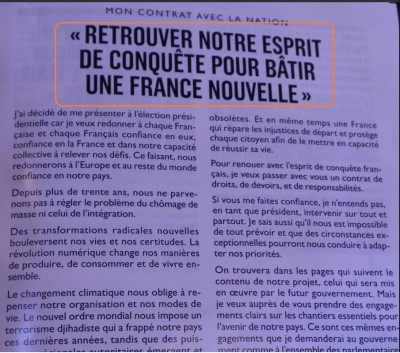 MON CONTRAT AVEC LA NATION
« RETROUVER NOTRE ESPRIT
DE CONQUÊTE POUR BÂTIR
UNE FRANCE NOUVELLE »
J'ai décidé de me présenter à l'élection prési-
dentielle car je veux redonner à chaque Fran-
çaise et chaque Français confiance en eux,
confiance en la France et dans notre capacité
collective à relever nos défis. Ce faisant, nous
redonnerons à l'Europe et au reste du monde
confiance en notre pays.
Depuis plus de trente ans, nous ne parve-
nons pas à régler le problème du chômage de
masse ni celui de l'intégration.
Des transformations radicales nouvelles
bouleversent nos vies et nos certitudes. La
révolution numérique change nos manières
de produire, de consommer et de vivre en-
semble.
Le changement climatique nous oblige à re-
penser notre organisation et nos modes de
vie. Le nouvel ordre mondial nous impose un
terrorisme djihadiste qui a frappé notre pays
ces dernières années, tandis que des puis-
autoritaires émergent et
obsolètes. Et en même temps une France
qui répare les injustices de départ et protège
chaque citoyen afin de le mettre en capacité
de réussir sa vie.
Pour renouer avec l'esprit de conquête fran-
çais, je veux passer avec vous un contrat de
droits, de devoirs, et de responsabilités.
Si vous me faites confiance, je n'entends pas,
en tant que président, intervenir sur tout et
partout. Je sais aussi qu'il nous est impossible
de tout prévoir et que des circonstances ex-
ceptionnelles pourront nous conduire à adap-
ter nos priorités.
On trouvera dans les pages qui suivent le
contenu de notre projet, celui qui sera mis
en œuvre par le futur gouvernement. Mais
je veux auprès de vous prendre des engage-
ments clairs sur les chantiers essentiels pour
l'avenir de notre pays. Ce sont ces mêmes en-
gagements que je demanderai au gouverne-
ment comme à l'ensemble des parlementaires